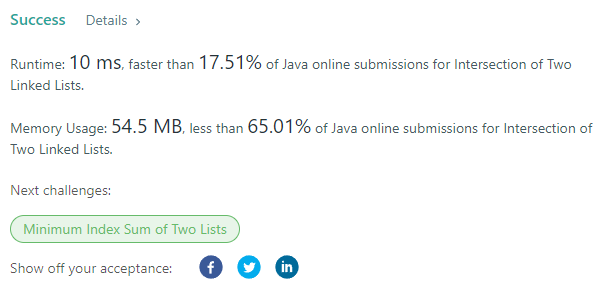 Success Details ›
Runtime: 10 ms, faster than 17.51% of Java online submissions for Intersection of Two
Linked Lists.
Memory Usage: 54.5 MB, less than 65.01% of Java online submissions for Intersection of
Two Linked Lists.
Next challenges:
Minimum Index Sum of Two Lists
Show off your acceptance: f in